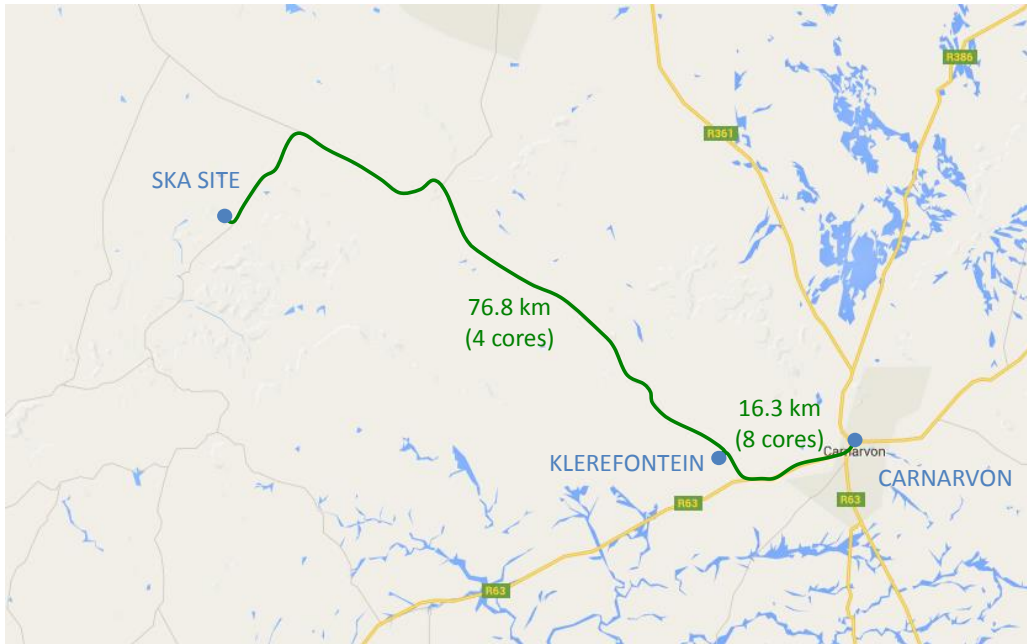 R386
R361
SKA SITE
76.8 km
(4 cores)
16.3 km
(8 cores)
Carnarvon
KLEREFONTEIN
CARNARVON
R63
R63
R63